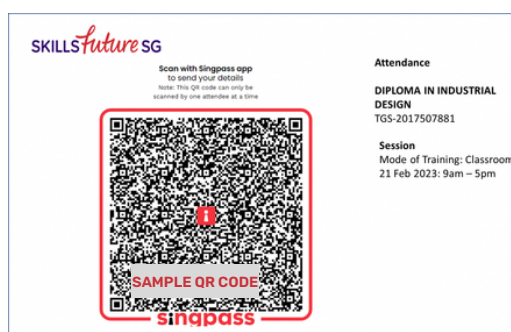 SKILLSfuture SG
Scan with Singpass app
to send your details
Note: This QR code can only be
scanned by one attendee at a time
SAMPLE QR CODE
singpass
Attendance
DIPLOMA IN INDUSTRIAL
DESIGN
TGS-2017507881
Session
Mode of Training: Classroom
21 Feb 2023: 9am – 5pm